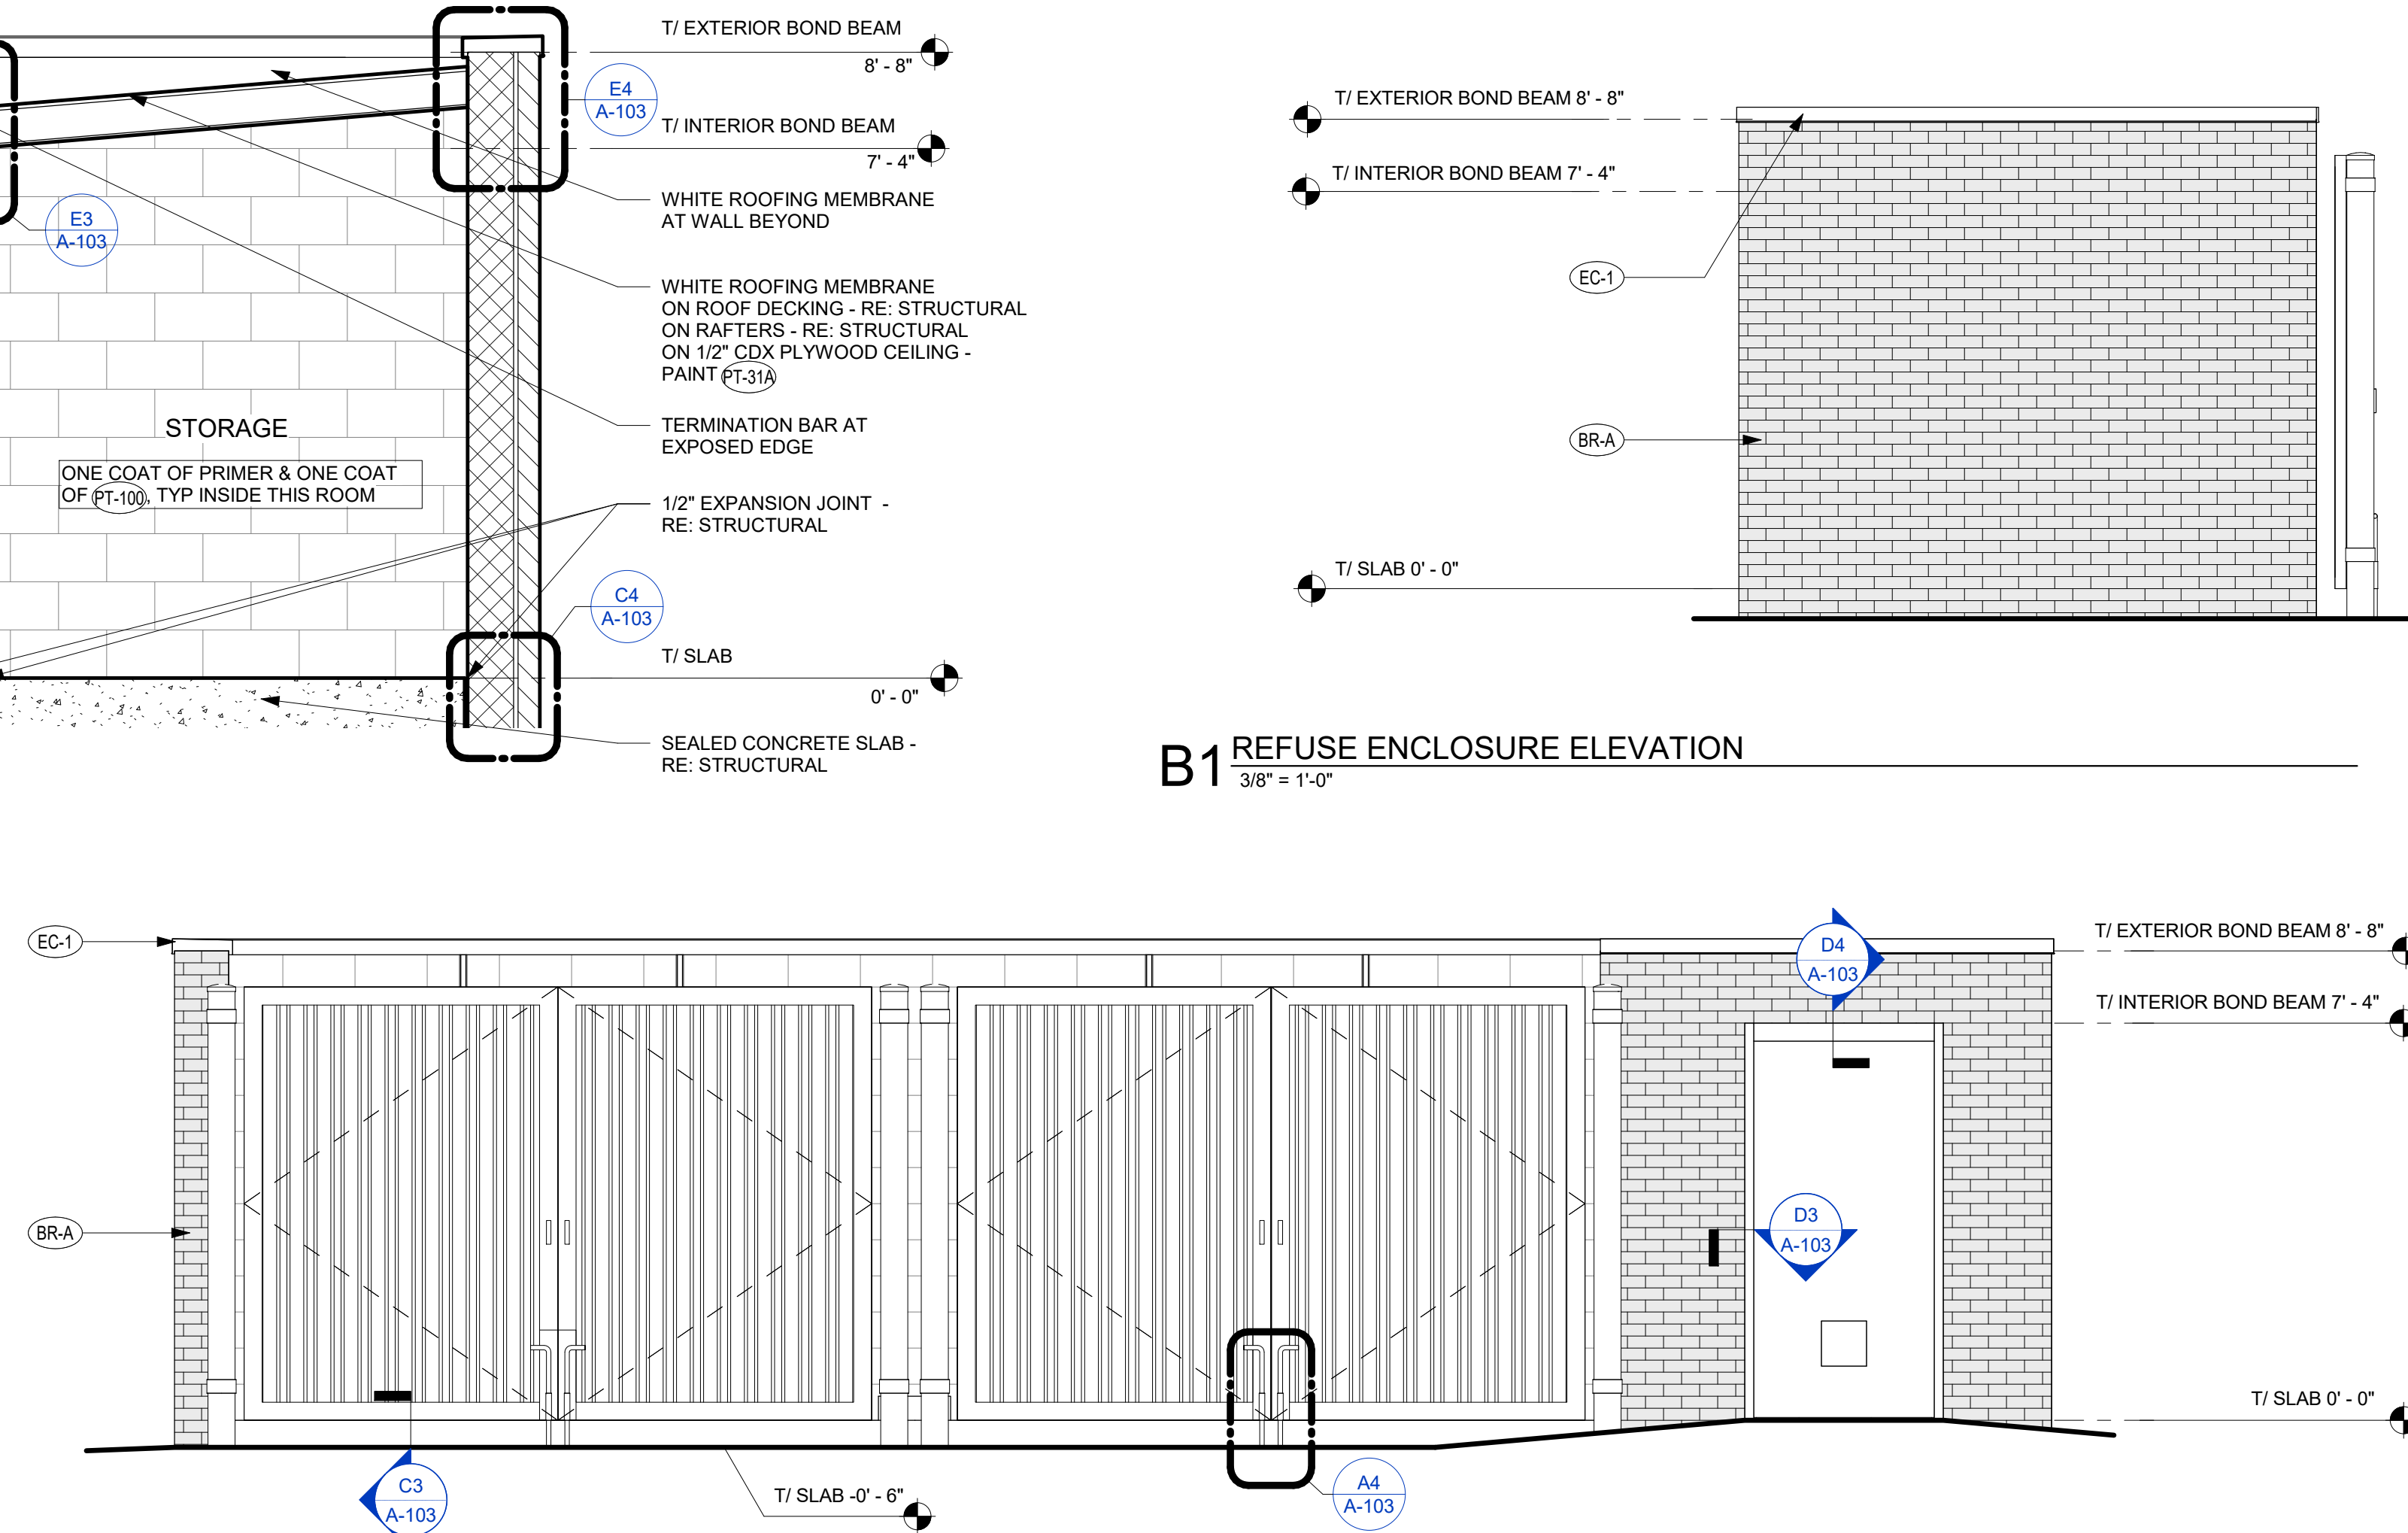 T/ EXTERIOR BOND BEAM
8' - 8"
E4
A-103
T/ INTERIOR BOND BEAM
7' - 4"
E3
A-103
WHITE ROOFING MEMBRANE
AT WALL BEYOND
WHITE ROOFING MEMBRANE
ON ROOF DECKING - RE: STRUCTURAL
ON RAFTERS - RE: STRUCTURAL
ON 1/2" CDX PLYWOOD CEILING -
PAINT PT-31A
STORAGE
ONE COAT OF PRIMER & ONE COAT
OF PT-100, TYP INSIDE THIS ROOM
TERMINATION BAR AT
EXPOSED EDGE
1/2" EXPANSION JOINT -
RE: STRUCTURAL
C4
A-103
T/ SLAB
0' - 0"
SEALED CONCRETE SLAB -
RE: STRUCTURAL
T/ EXTERIOR BOND BEAM 8' - 8"
T/ INTERIOR BOND BEAM 7' - 4"
EC-1
BR-A
T/ SLAB 0' - 0"
B1 REFUSE ENCLOSURE ELEVATION
3/8" = 1'-0"
EC-1
D4
A-103
T/ EXTERIOR BOND BEAM 8' - 8"
T/ INTERIOR BOND BEAM 7' - 4"
BR-A
D3
A-103
T/ SLAB 0' - 0"
C3
A-103
T/ SLAB -0' - 6"
A4
A-103